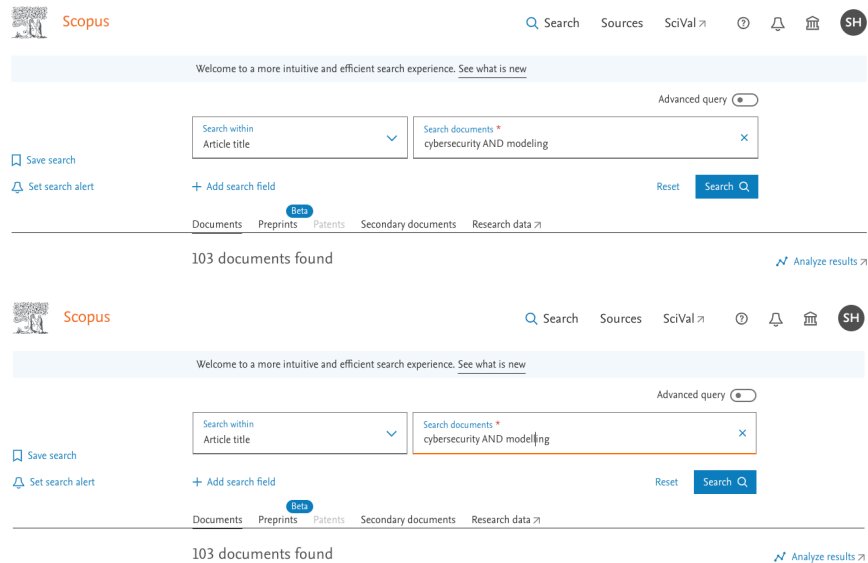 Scopus
Search Sources SciVal SH
Welcome to a more intuitive and efficient search experience. See what is new
Advanced query
Search within
Article title
Search documents *
cybersecurity AND modeling
Save search
Set search alert
+ Add search field
Reset Search
Beta
Documents Preprints Patents Secondary documents Research data
103 documents found
Analyze results
Scopus
Search Sources SciVal SH
Welcome to a more intuitive and efficient search experience. See what is new
Advanced query
Search within
Article title
Search documents *
cybersecurity AND modelling
Save search
Set search alert
+ Add search field
Reset Search
Beta
Documents Preprints Patents Secondary documents Research data
103 documents found
Analyze results